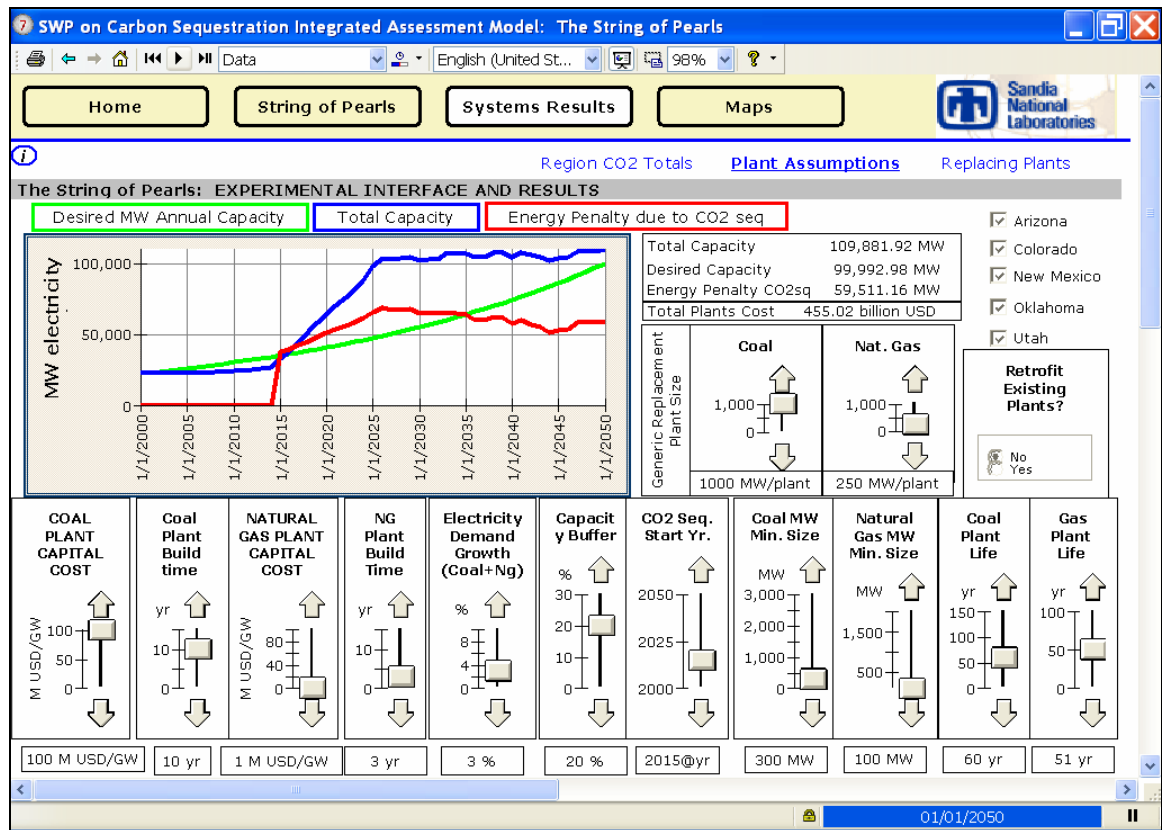 7 SWP on Carbon Sequestration Integrated Assessment Model: The String of Pearls
Data English (United St... 98% ?
Home String of Pearls Systems Results Maps
Sandia
National
Laboratories
i Region CO2 Totals Plant Assumptions Replacing Plants
The String of Pearls: EXPERIMENTAL INTERFACE AND RESULTS
Desired MW Annual Capacity Total Capacity Energy Penalty due to CO2 seq
MW electricity
100,000
50,000
0
1/1/2000 1/1/2005 1/1/2010 1/1/2015 1/1/2020 1/1/2025 1/1/2030 1/1/2035 1/1/2040 1/1/2045 1/1/2050
Total Capacity 109,881.92 MW
Desired Capacity 99,992.98 MW
Energy Penalty CO2sq 59,511.16 MW
Total Plants Cost 455.02 billion USD
Arizona
Colorado
New Mexico
Oklahoma
Utah
Generic Replacement
Plant Size
Coal
1,000
0
1000 MW/plant
Nat. Gas
1,000
0
250 MW/plant
Retrofit
Existing
Plants?
No
Yes
COAL
PLANT
CAPITAL
COST
M USD/GW
100
50
0
100 M USD/GW
Coal
Plant
Build
time
yr
10
0
10 yr
NATURAL
GAS PLANT
CAPITAL
COST
M USD/GW
80
40
0
1 M USD/GW
NG
Plant
Build
Time
yr
10
0
3 yr
Electricity
Demand
Growth
(Coal+Ng)
%
8
4
0
3 %
Capacit
y Buffer
%
30
20
10
0
20 %
CO2 Seq.
Start Yr.
2050
2025
2000
2015@yr
Coal MW
Min. Size
MW
3,000
2,000
1,000
0
300 MW
Natural
Gas MW
Min. Size
MW
1,500
500
100 MW
Coal
Plant
Life
yr
150
100
50
0
60 yr
Gas
Plant
Life
yr
100
50
0
51 yr
01/01/2050